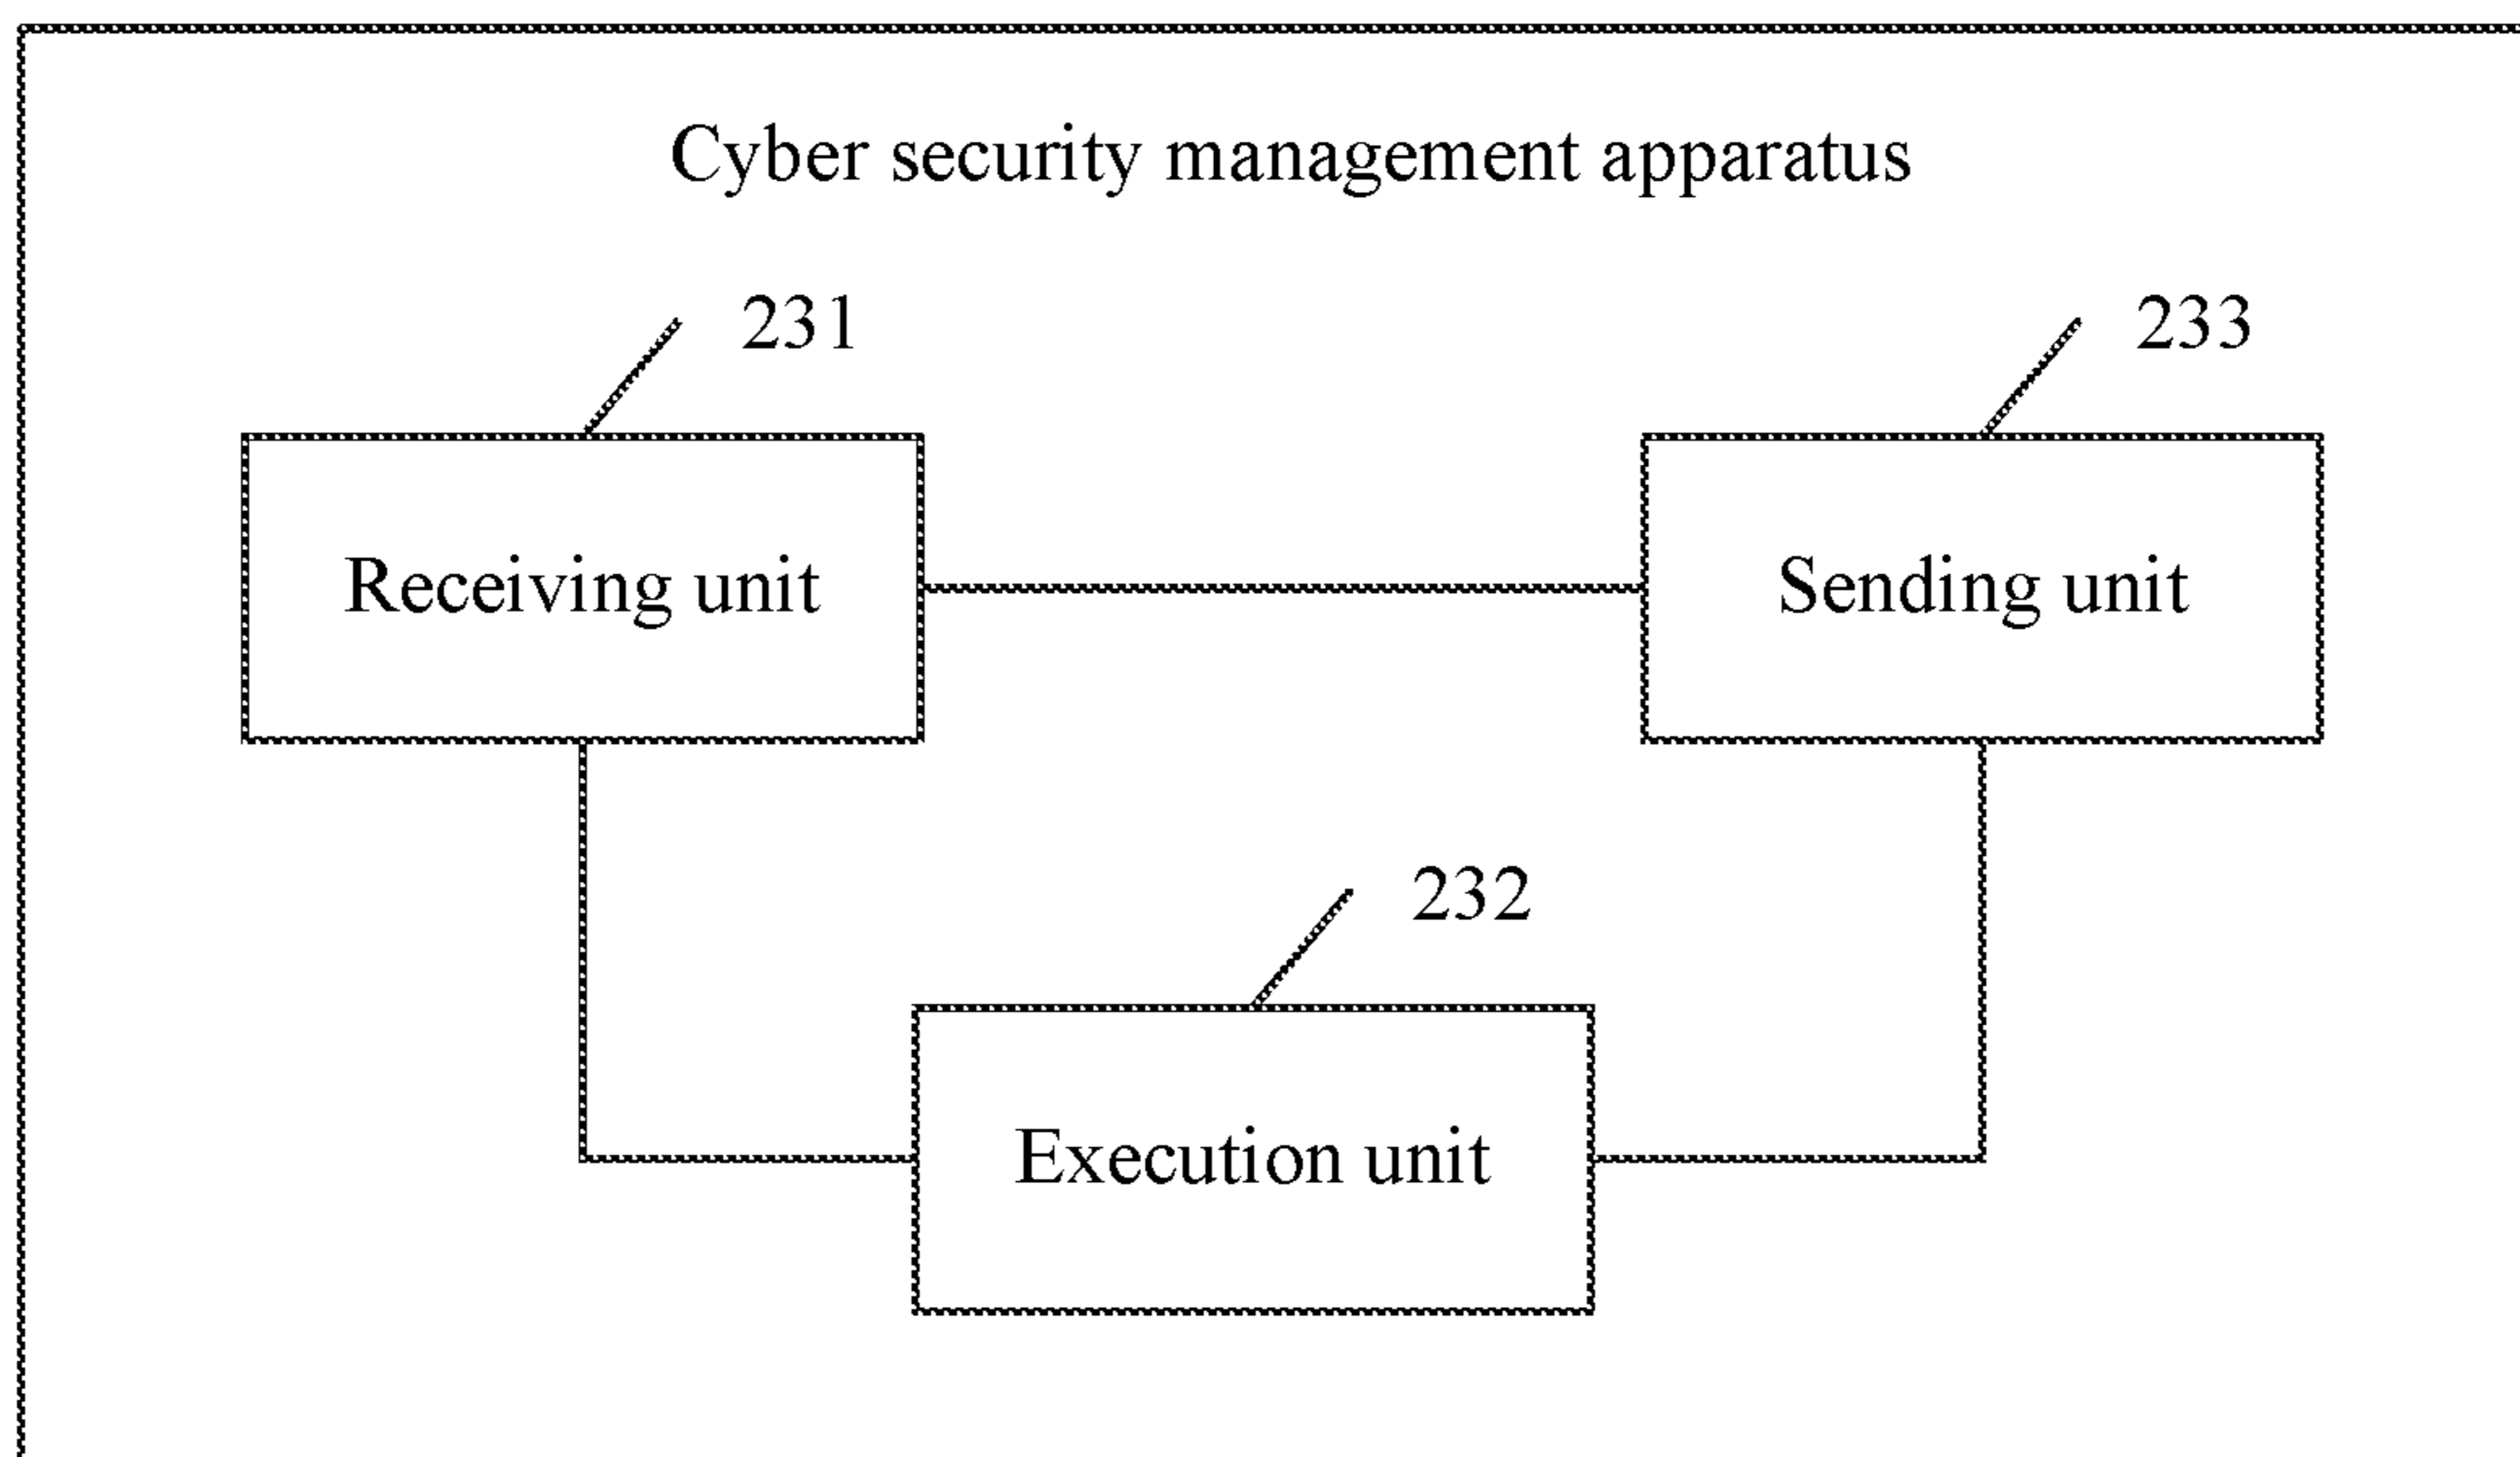 Cyber security management apparatus
231
233
Receiving unit
Sending unit
232
Execution unit